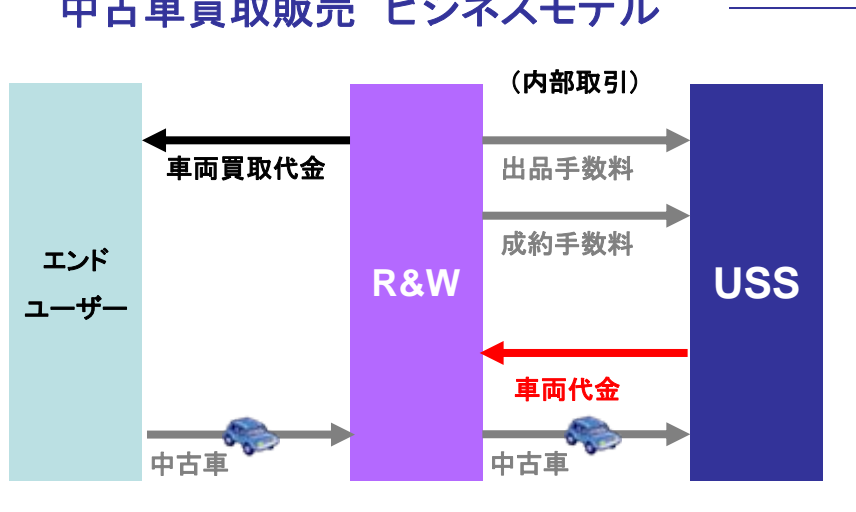 中古車買取販売 ビジネスモデル
（内部取引）
車両買取代金
出品手数料
成約手数料
エンド
ユーザー
R&W
USS
車両代金
中古車
中古車